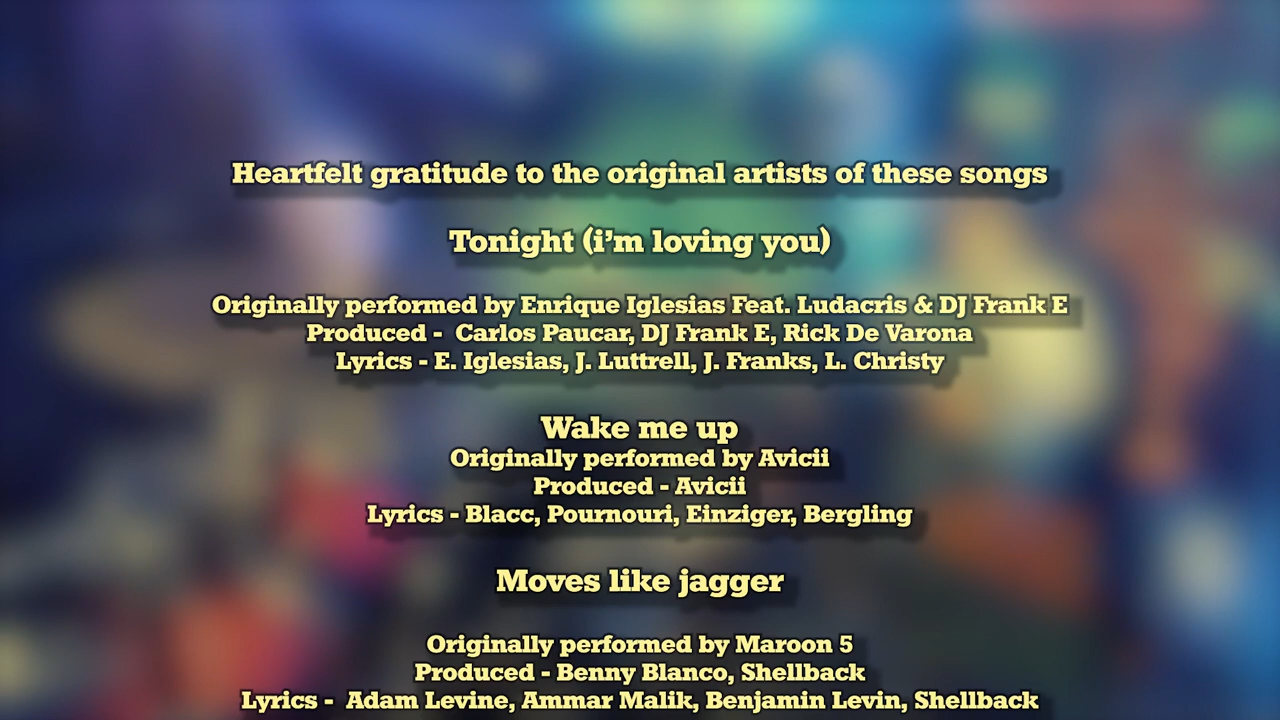 Heartfelt gratitude to the original artists of these songs
Tonight (i'm loving you)
Originally performed by Enrique Iglesias Feat. Ludacris & DJ Frank E
Produced - Carlos Paucar, DJ Frank E, Rick De Varona
Lyrics - E. Iglesias, J. Luttrell, J. Franks, L. Christy
Wake me up
Originally performed by Avicii
Produced - Avicii
Lyrics - Blacc, Pournouri, Einziger, Bergling
Moves like jagger
Originally performed by Maroon 5
Produced - Benny Blanco, Shellback
Lyrics - Adam Levine, Ammar Malik, Benjamin Levin, Shellback